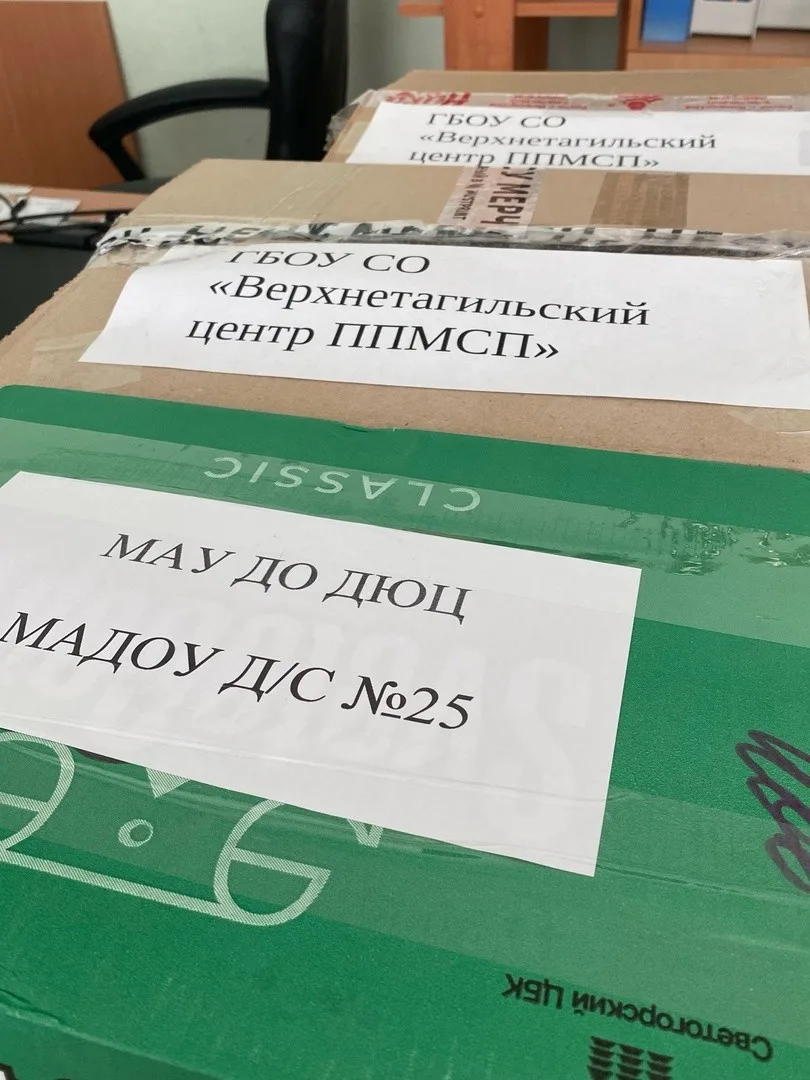 ГБОУ СО
«Верхнетагильский
центр ППМСП»
ГБОУ СО
«Верхнетагильский
центр ППМСП»
CLASSIC
МАУ ДО ДЮЦ
МАДОУ Д/С №25
Светогорский ЦБК